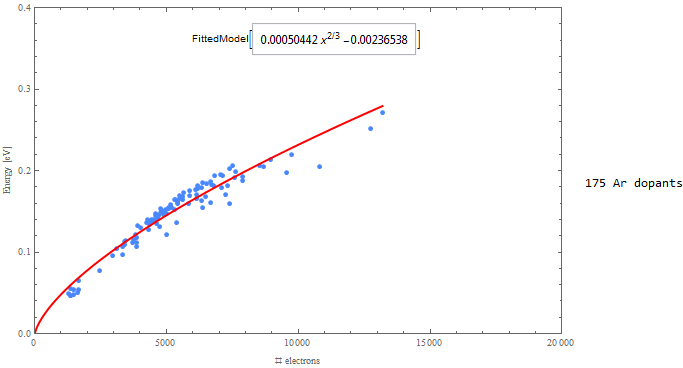 0.4
FittedModel[ 0.00050442 x^{2/3} − 0.00236538 ]
0.3
Energy [eV]
0.2
175 Ar dopants
0.1
0.0
0 5000 10000 15000 20000
# electrons